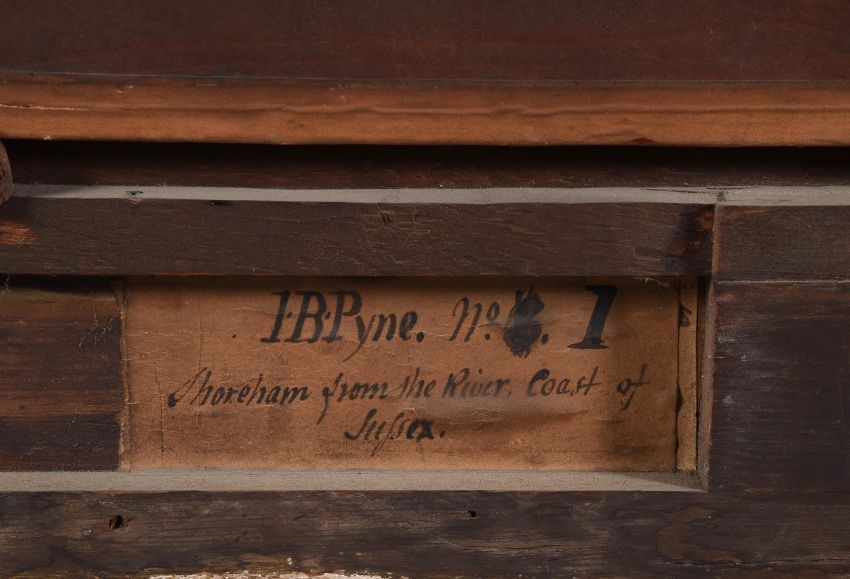 I·B·Pyne. No. 1
Shoreham from the River, Coast of
Sussex.